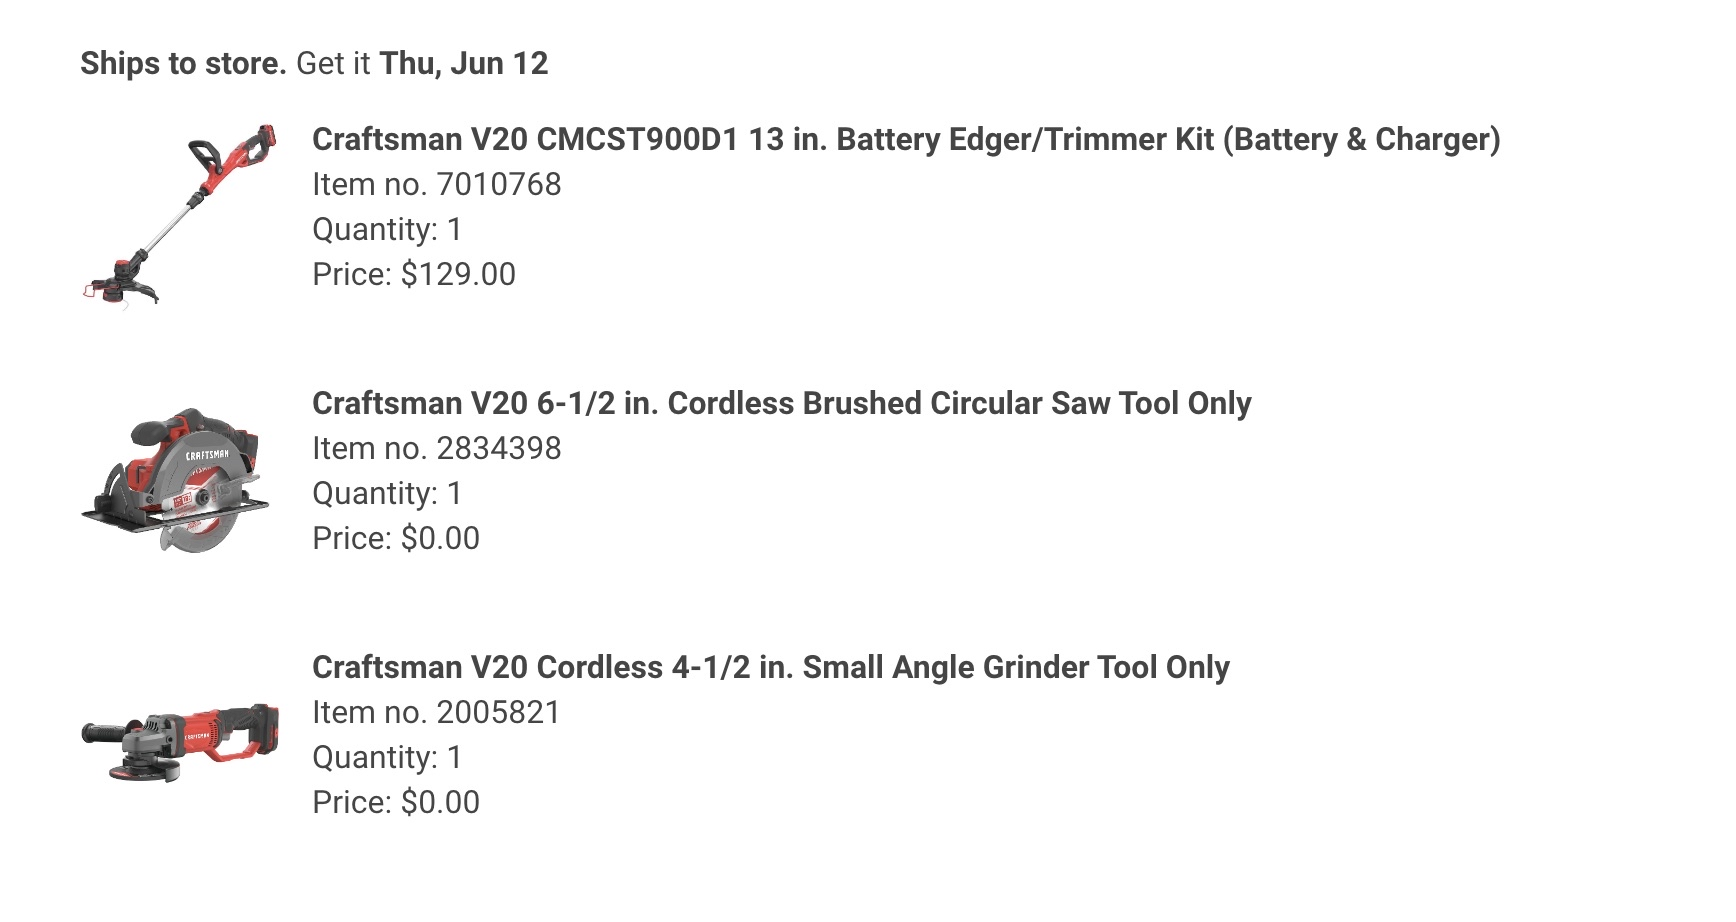 Ships to store. Get it Thu, Jun 12
Craftsman V20 CMCST900D1 13 in. Battery Edger/Trimmer Kit (Battery & Charger)
Item no. 7010768
Quantity: 1
Price: $129.00
Craftsman V20 6-1/2 in. Cordless Brushed Circular Saw Tool Only
Item no. 2834398
Quantity: 1
Price: $0.00
CRAFTSMAN
Craftsman V20 Cordless 4-1/2 in. Small Angle Grinder Tool Only
Item no. 2005821
Quantity: 1
Price: $0.00
CRAFTSMAN